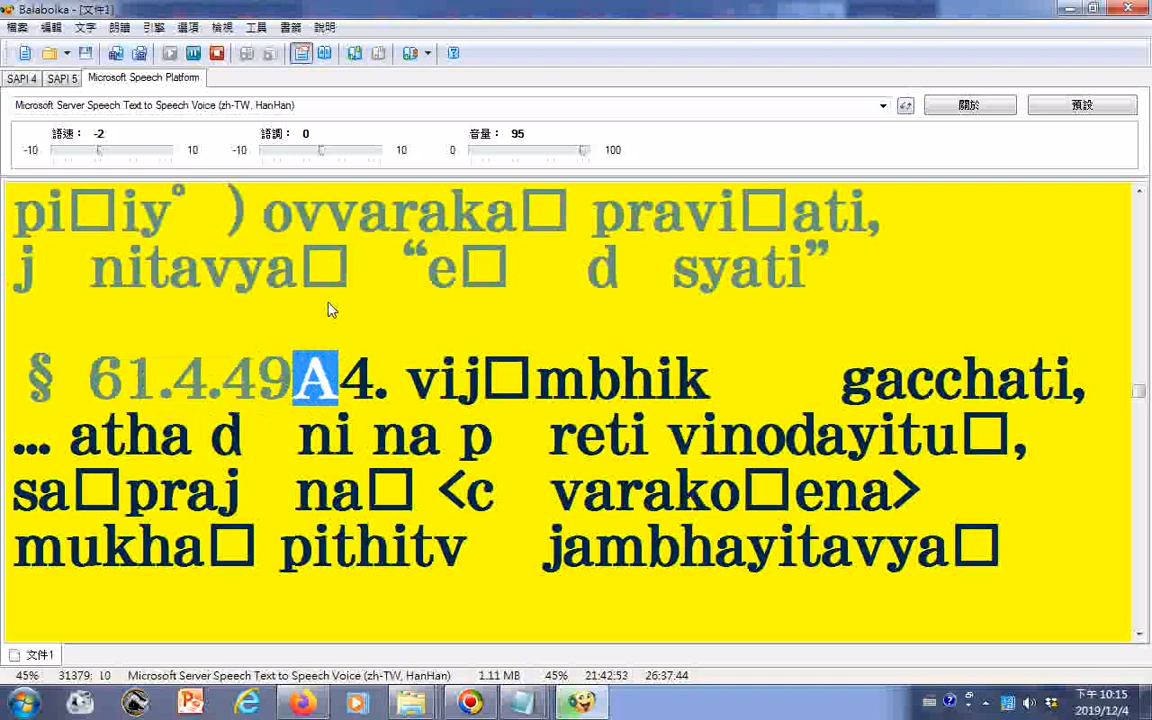 Balabolka - [文件1]
檔案 編輯 文字 朗讀 引擎 選項 檢視 工具 書籤 說明
SAPI 4 SAPI 5 Microsoft Speech Platform
Microsoft Server Speech Text to Speech Voice (zh-TW, HanHan) 關於 預設
語速： -2 語調： 0 音量： 95
-10 10 -10 10 0 100
pi□iy° ) ovvaraka□ pravi□ati,
j nitavya□ “e□ d syati”
§ 61.4.49A4. vij□mbhik gacchati,
... atha d ni na p reti vinodayitu□,
sa□praj na□ <c varako□ena>
mukha□ pithitv jambhayitavya□
文件1
45% 31379: 10 Microsoft Server Speech Text to Speech Voice (zh-TW, HanHan) 1.11 MB 45% 21:42:53 26:37:44
下午 10:15
2019/12/4